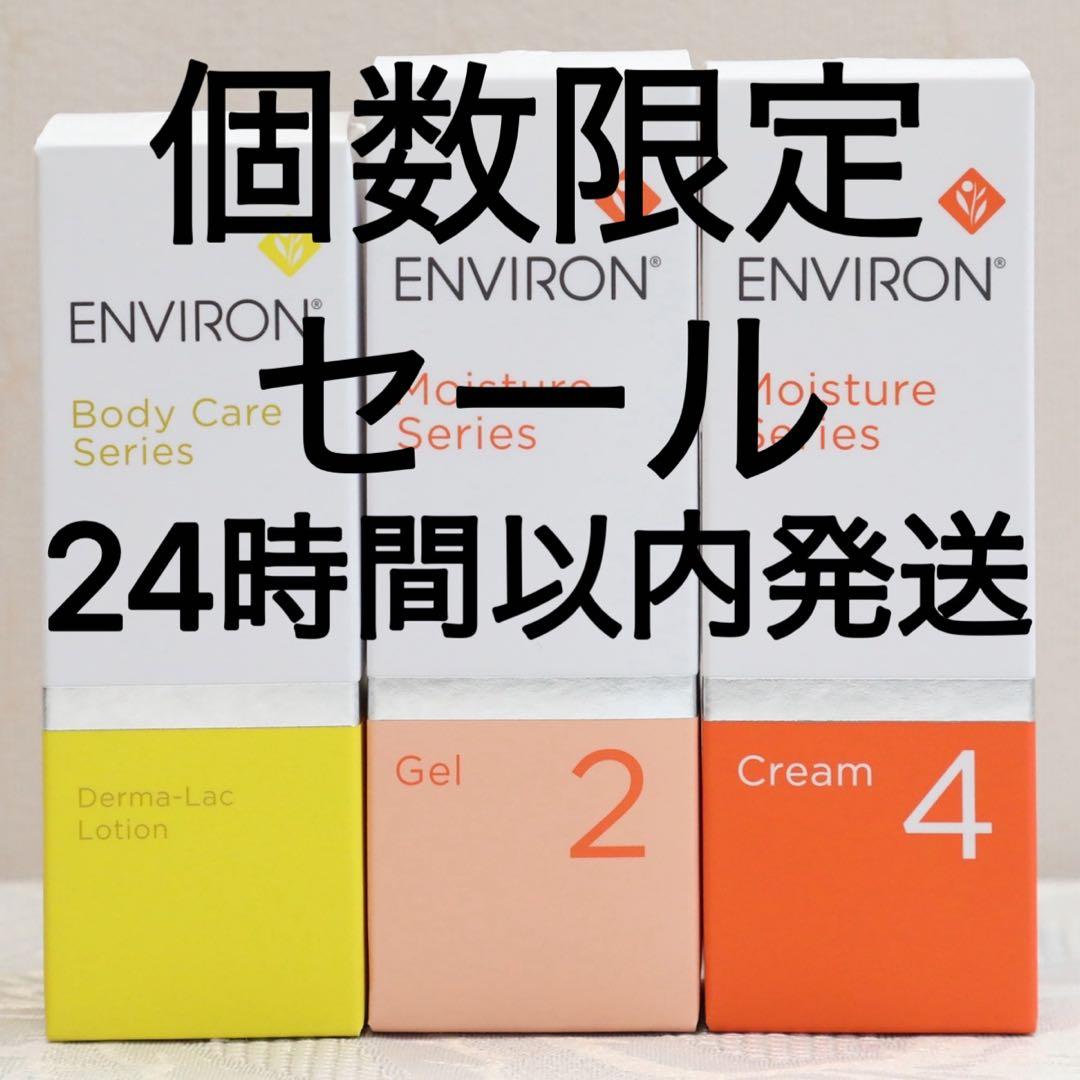 個数限定
セール
24時間以内発送
ENVIRON®
Body Care
Series
Derma-Lac
Lotion
ENVIRON®
Moisture
Series
Gel 2
ENVIRON®
Moisture
Series
Cream 4